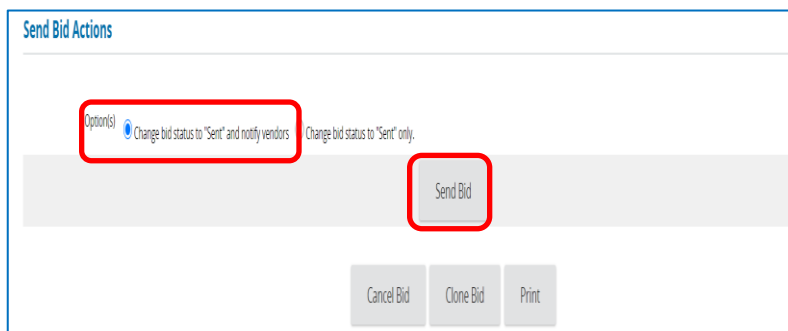 Send Bid Actions
Option(s) Change bid status to "Sent" and notify vendors Change bid status to "Sent" only.
Send Bid
Cancel Bid Clone Bid Print